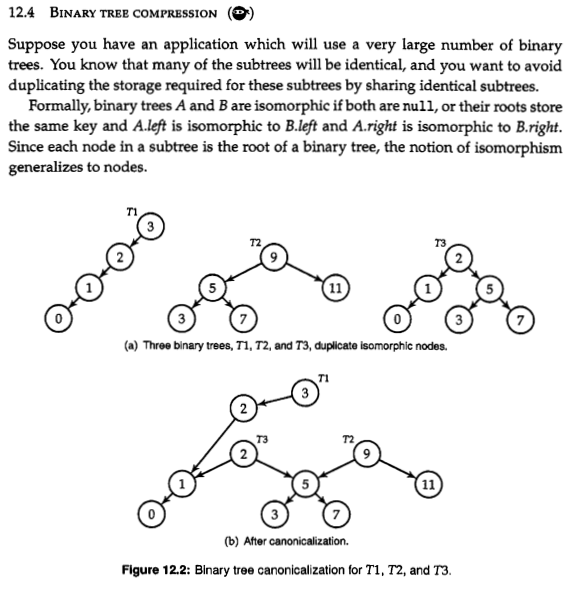 12.4 BINARY TREE COMPRESSION ( )
Suppose you have an application which will use a very large number of binary
trees. You know that many of the subtrees will be identical, and you want to avoid
duplicating the storage required for these subtrees by sharing identical subtrees.
Formally, binary trees A and B are isomorphic if both are null, or their roots store
the same key and A.left is isomorphic to B.left and A.right is isomorphic to B.right.
Since each node in a subtree is the root of a binary tree, the notion of isomorphism
generalizes to nodes.
T1
3
2
1
0
T2
9
5
11
3
7
T3
2
1
5
0
3
7
(a) Three binary trees, T1, T2, and T3, duplicate isomorphic nodes.
T1
3
2
T3
2
T2
9
1
5
11
0
3
7
(b) After canonicalization.
Figure 12.2: Binary tree canonicalization for T1, T2, and T3.